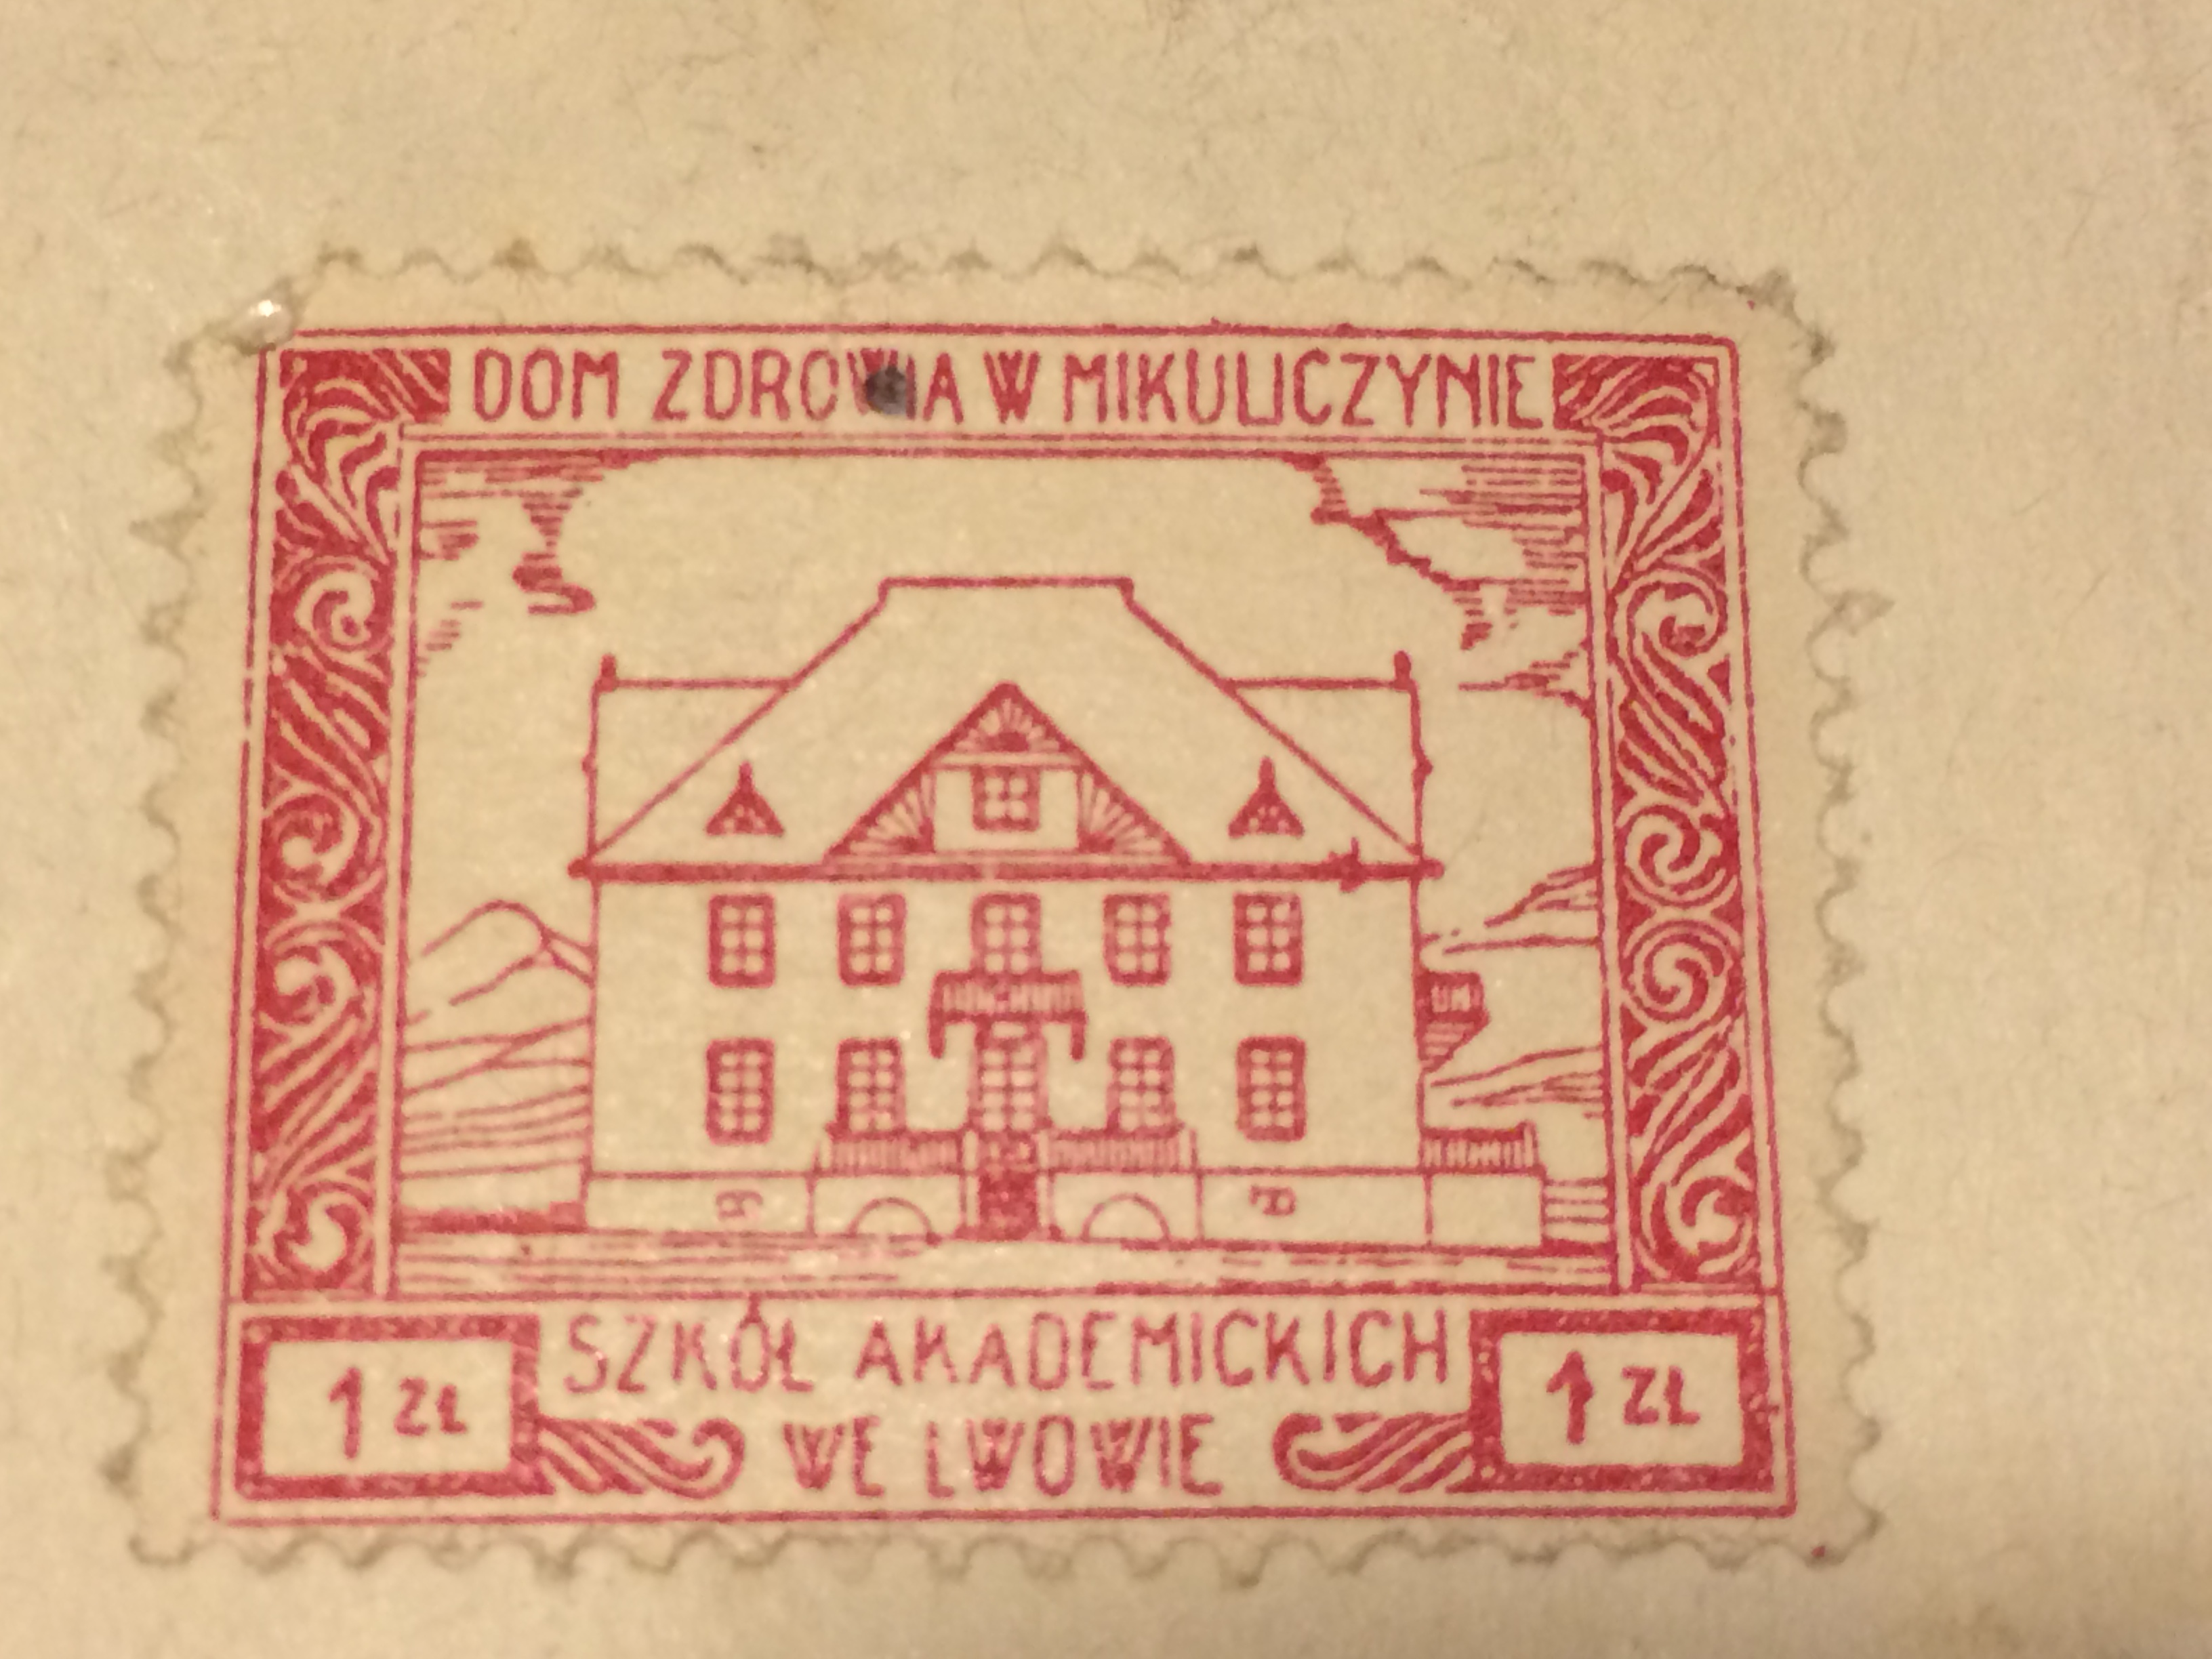 DOM ZDROWIA W MIKULICZYNIE
SZKÓŁ AKADEMICKICH
WE LWOWIE
1 ZŁ
1 ZŁ